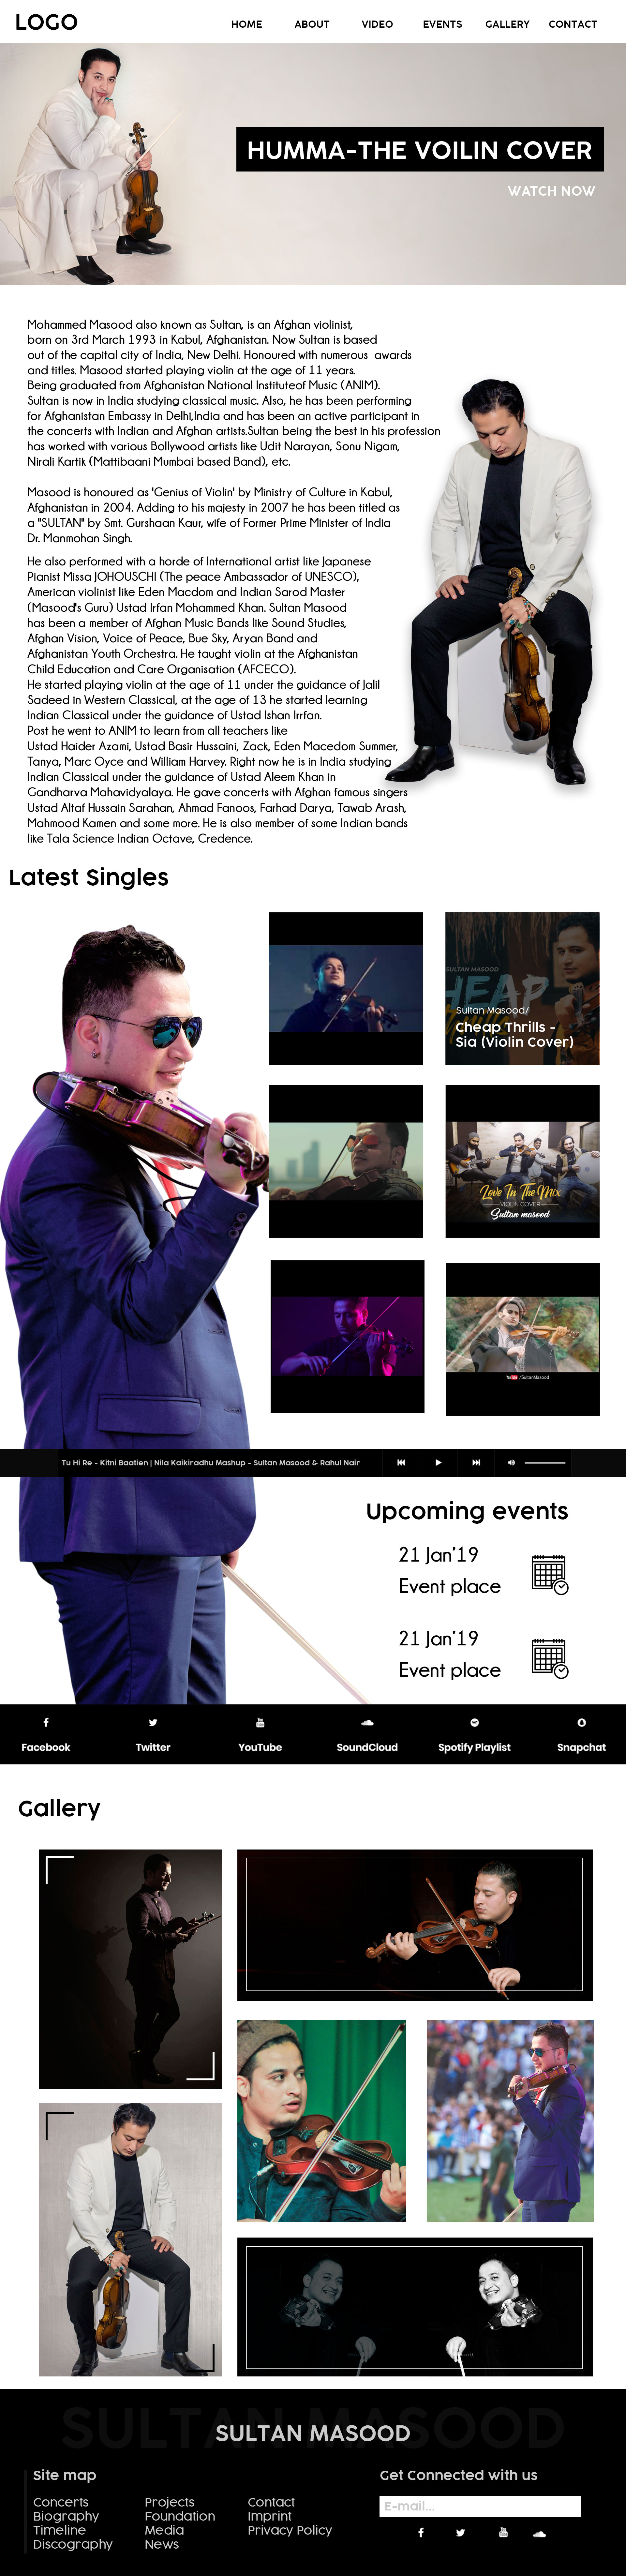 LOGO
HOME ABOUT VIDEO EVENTS GALLERY CONTACT
HUMMA-THE VOILIN COVER
WATCH NOW
Mohammed Masood also known as Sultan, is an Afghan violinist,
born on 3rd March 1993 in Kabul, Afghanistan. Now Sultan is based
out of the capital city of India, New Delhi. Honoured with numerous awards
and titles. Masood started playing violin at the age of 11 years.
Being graduated from Afghanistan National Instituteof Music (ANIM).
Sultan is now in India studying classical music. Also, he has been performing
for Afghanistan Embassy in Delhi,India and has been an active participant in
the concerts with Indian and Afghan artists.Sultan being the best in his profession
has worked with various Bollywood artists like Udit Narayan, Sonu Nigam,
Nirali Kartik (Mattibaani Mumbai based Band), etc.
Masood is honoured as 'Genius of Violin' by Ministry of Culture in Kabul,
Afghanistan in 2004. Adding to his majesty in 2007 he has been titled as
a "SULTAN" by Smt. Gurshaan Kaur, wife of Former Prime Minister of India
Dr. Manmohan Singh.
He also performed with a horde of International artist like Japanese
Pianist Missa JOHOUSCHI (The peace Ambassador of UNESCO),
American violinist like Eden Macdom and Indian Sarod Master
(Masood's Guru) Ustad Irfan Mohammed Khan. Sultan Masood
has been a member of Afghan Music Bands like Sound Studies,
Afghan Vision, Voice of Peace, Bue Sky, Aryan Band and
Afghanistan Youth Orchestra. He taught violin at the Afghanistan
Child Education and Care Organisation (AFCECO).
He started playing violin at the age of 11 under the guidance of Jalil
Sadeed in Western Classical, at the age of 13 he started learning
Indian Classical under the guidance of Ustad Ishan Irrfan.
Post he went to ANIM to learn from all teachers like
Ustad Haider Azami, Ustad Basir Hussaini, Zack, Eden Macedom Summer,
Tanya, Marc Oyce and William Harvey. Right now he is in India studying
Indian Classical under the guidance of Ustad Aleem Khan in
Gandharva Mahavidyalaya. He gave concerts with Afghan famous singers
Ustad Altaf Hussain Sarahan, Ahmad Fanoos, Farhad Darya, Tawab Arash,
Mahmood Kamen and some more. He is also member of some Indian bands
like Tala Science Indian Octave, Credence.
Latest Singles
SULTAN MASOOD
HEAP
Sultan Masood/
Cheap Thrills -
Sia (Violin Cover)
Love In The Mix
VIOLIN COVER
Sultan masood
YouTube /SultanMasood
Tu Hi Re - Kitni Baatien | Nila Kaikiradhu Mashup - Sultan Masood & Rahul Nair
Upcoming events
21 Jan'19
Event place
21 Jan'19
Event place
Facebook Twitter YouTube SoundCloud Spotify Playlist Snapchat
Gallery
SULTAN MASOOD
SULTAN MASOOD
Site map
Concerts
Biography
Timeline
Discography
Projects
Foundation
Media
News
Contact
Imprint
Privacy Policy
Get Connected with us
E-mail...